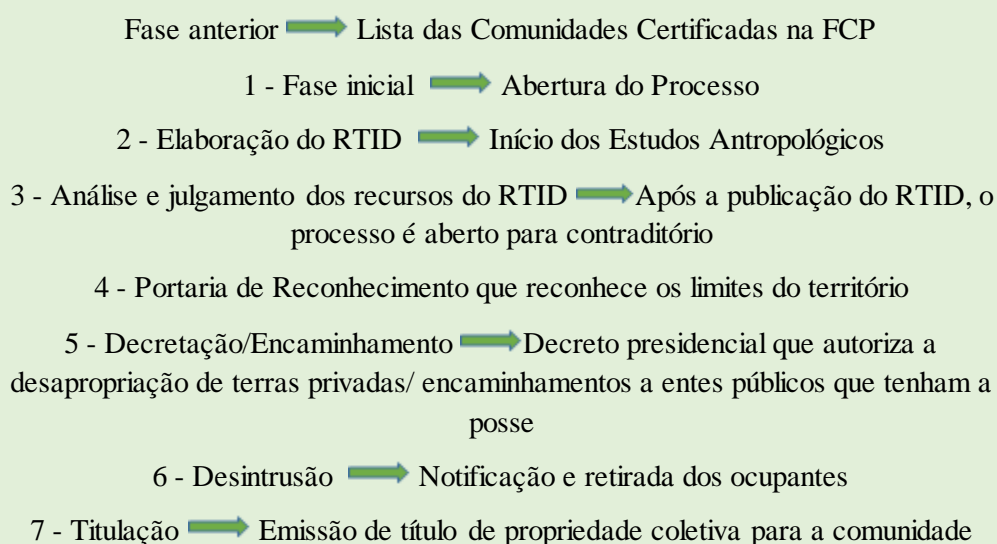 Fase anterior Lista das Comunidades Certificadas na FCP
1 - Fase inicial Abertura do Processo
2 - Elaboração do RTID Início dos Estudos Antropológicos
3 - Análise e julgamento dos recursos do RTID Após a publicação do RTID, o
processo é aberto para contraditório
4 - Portaria de Reconhecimento que reconhece os limites do território
5 - Decretação/Encaminhamento Decreto presidencial que autoriza a
desapropriação de terras privadas/ encaminhamentos a entes públicos que tenham a
posse
6 - Desintrusão Notificação e retirada dos ocupantes
7 - Titulação Emissão de título de propriedade coletiva para a comunidade